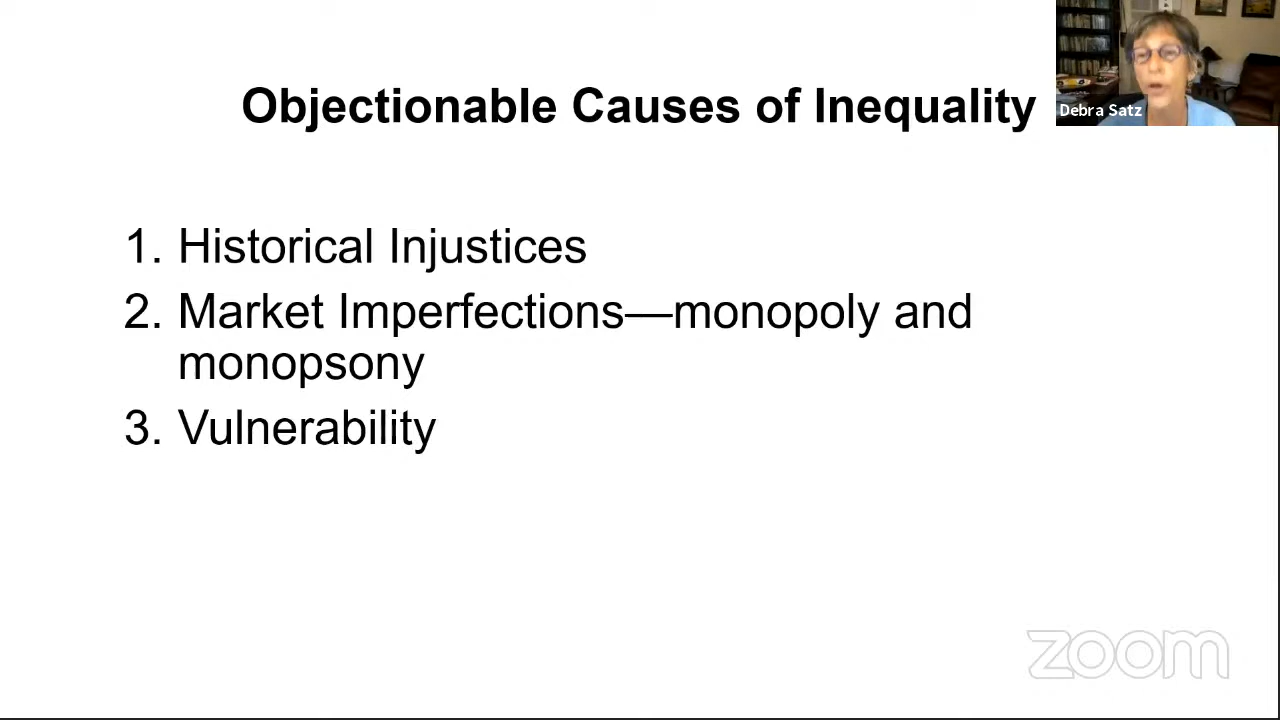 Objectionable Causes of Inequality
Debra Satz
1. Historical Injustices
2. Market Imperfections—monopoly and
monopsony
3. Vulnerability
zoom